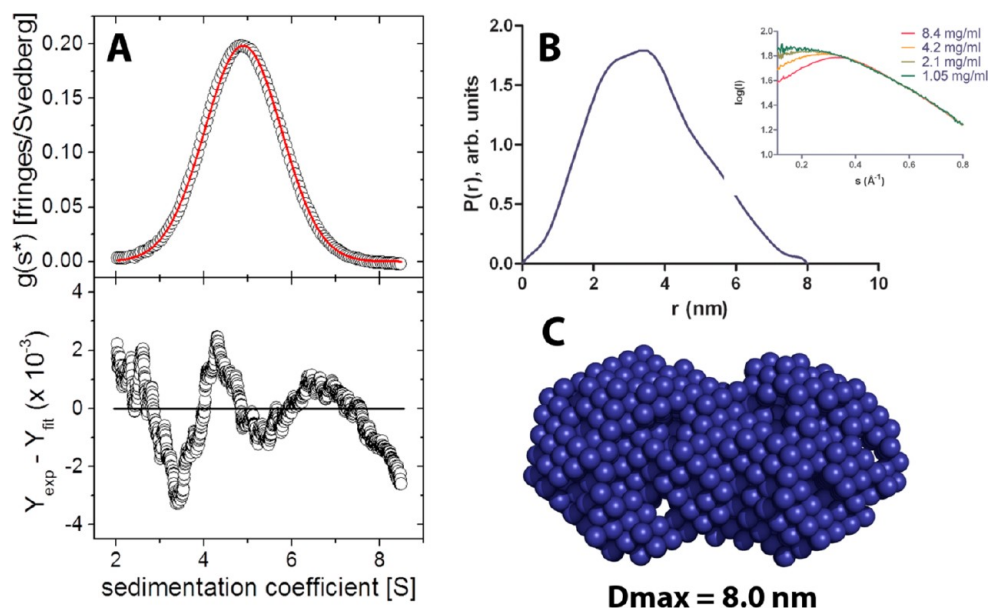 A
g(s*) [fringes/Svedberg]
0.20
0.15
0.10
0.05
0.00
Yexp - Yfit (x 10-3)
4
2
0
-2
-4
2 4 6 8
sedimentation coefficient [S]
B
P(r), arb. units
2.0
1.5
1.0
0.5
0.0
0 2 4 6 8 10
r (nm)
8.4 mg/ml
4.2 mg/ml
2.1 mg/ml
1.05 mg/ml
log(I)
2.0
1.8
1.6
1.4
1.2
1.0
0.2 0.4 0.6 0.8
s (Å-1)
C
Dmax = 8.0 nm